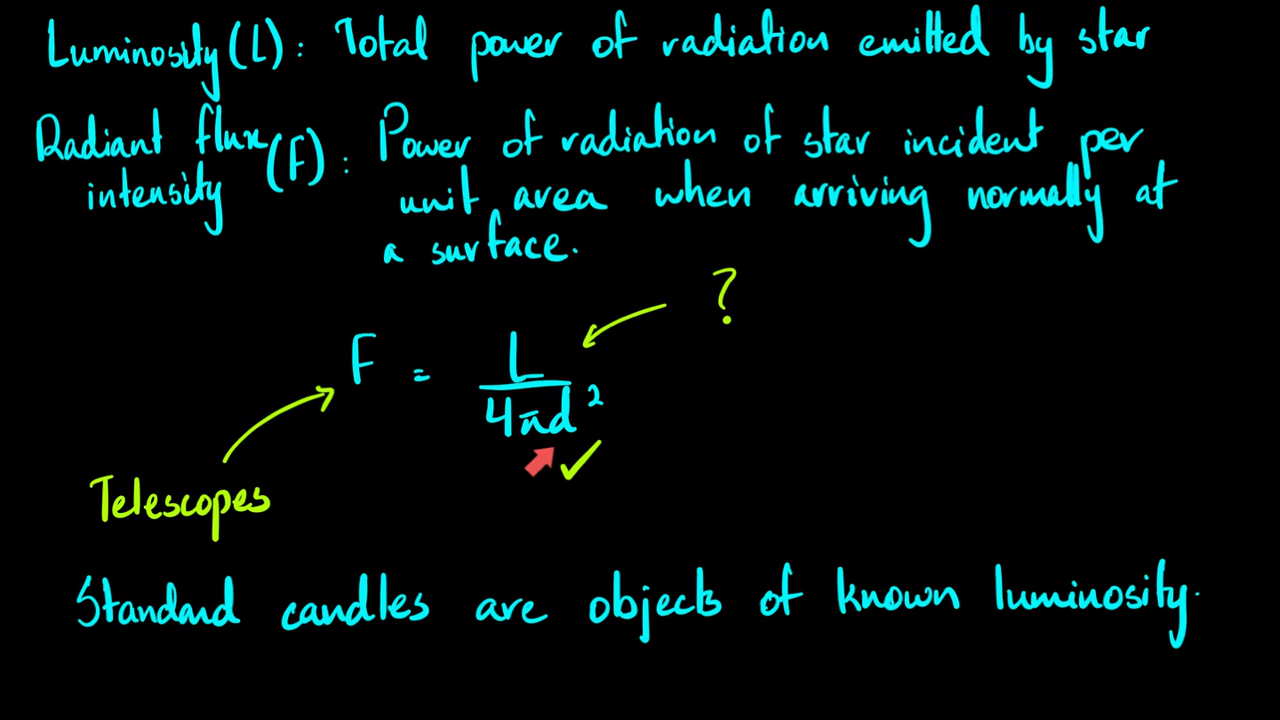 Luminosity (L): Total power of radiation emitted by star
Radiant flux intensity (F): Power of radiation of star incident per
unit area when arriving normally at
a surface.
?
F = L / 4πd²
Telescopes
Standard candles are objects of known luminosity.